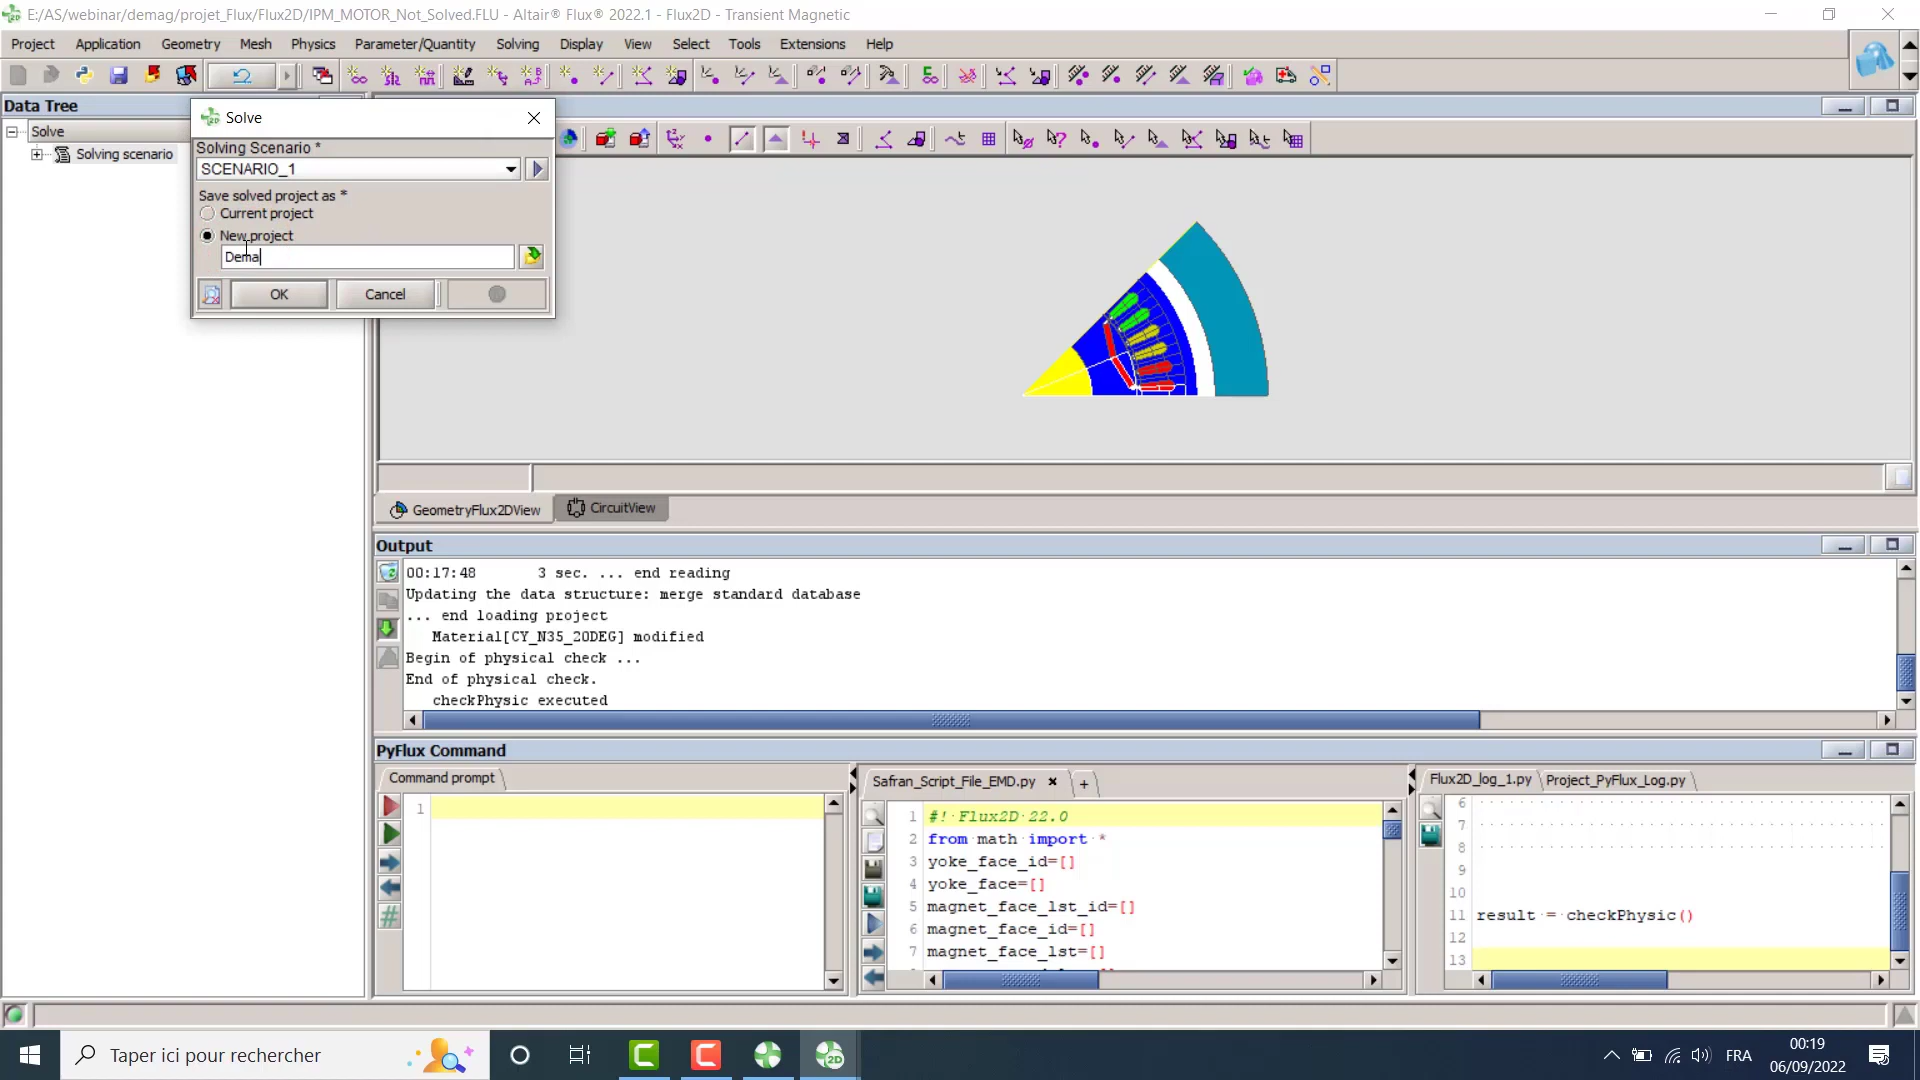 E:/AS/webinar/demag/projet_Flux/Flux2D/IPM_MOTOR_Not_Solved.FLU - Altair® Flux® 2022.1 - Flux2D - Transient Magnetic
Project Application Geometry Mesh Physics Parameter/Quantity Solving Display View Select Tools Extensions Help
Data Tree
Solve
Solving scenario
Solve
Solving Scenario *
SCENARIO_1
Save solved project as *
Current project
New project
Dema
OK Cancel
GeometryFlux2DView CircuitView
Output
00:17:48 3 sec. ... end reading
Updating the data structure: merge standard database
... end loading project
Material[CY_N35_20DEG] modified
Begin of physical check ...
End of physical check.
checkPhysic executed
PyFlux Command
Command prompt
1
Safran_Script_File_EMD.py
1 #! Flux2D 22.0
2 from math import *
3 yoke_face_id=[]
4 yoke_face=[]
5 magnet_face_lst_id=[]
6 magnet_face_id=[]
7 magnet_face_lst=[]
Flux2D_log_1.py Project_PyFlux_Log.py
6
7
8
9
10
11 result = checkPhysic()
12
13
Taper ici pour rechercher
2D
FRA
00:19
06/09/2022